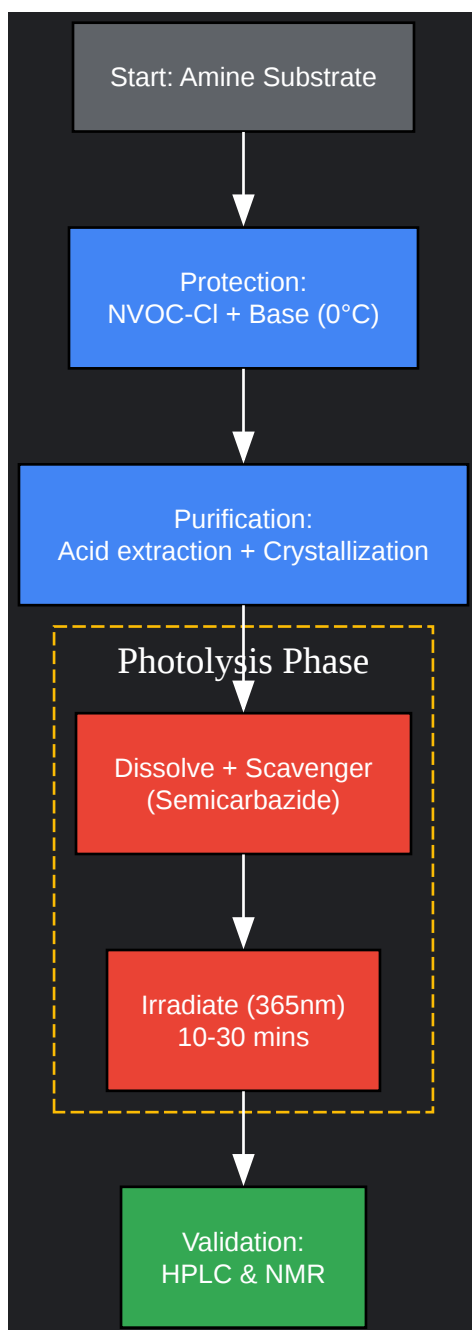 Start: Amine Substrate
Protection:
NVOC-Cl + Base (0°C)
Purification:
Acid extraction + Crystallization
Photolysis Phase
Dissolve + Scavenger
(Semicarbazide)
Irradiate (365nm)
10-30 mins
Validation:
HPLC & NMR